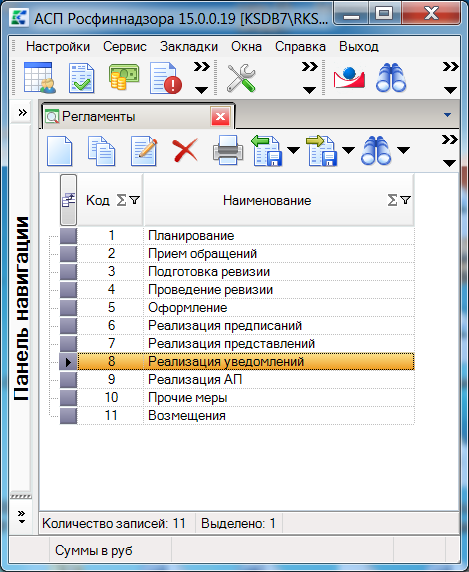 АСП Росфиннадзора 15.0.0.19 [KSDB7\RKS...
Настройки Сервис Закладки Окна Справка Выход
Регламенты
Панель навигации
Код Наименование
1 Планирование
2 Прием обращений
3 Подготовка ревизии
4 Проведение ревизии
5 Оформление
6 Реализация предписаний
7 Реализация представлений
8 Реализация уведомлений
9 Реализация АП
10 Прочие меры
11 Возмещения
Количество записей: 11 Выделено: 1
Суммы в руб